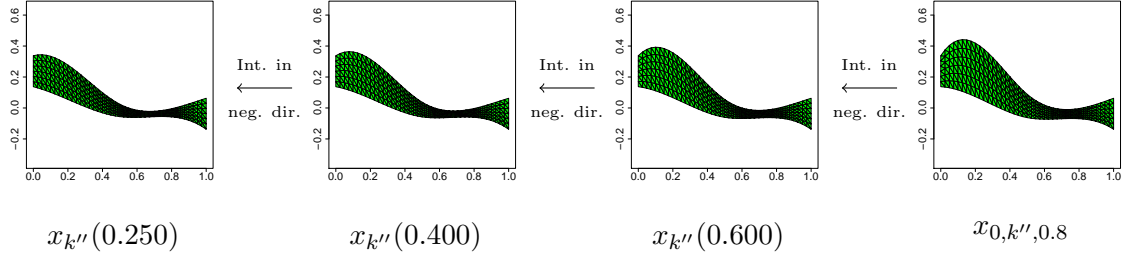 0.6 0.6 0.6 0.6
0.4 0.4 0.4 0.4
Int. in Int. in Int. in
0.2 0.2 0.2 0.2
neg. dir. neg. dir. neg. dir.
0.0 0.0 0.0 0.0
−0.2 −0.2 −0.2 −0.2
0.0 0.2 0.4 0.6 0.8 1.0 0.0 0.2 0.4 0.6 0.8 1.0 0.0 0.2 0.4 0.6 0.8 1.0 0.0 0.2 0.4 0.6 0.8 1.0
x_{k''}(0.250) x_{k''}(0.400) x_{k''}(0.600) x_{0,k'',0.8}